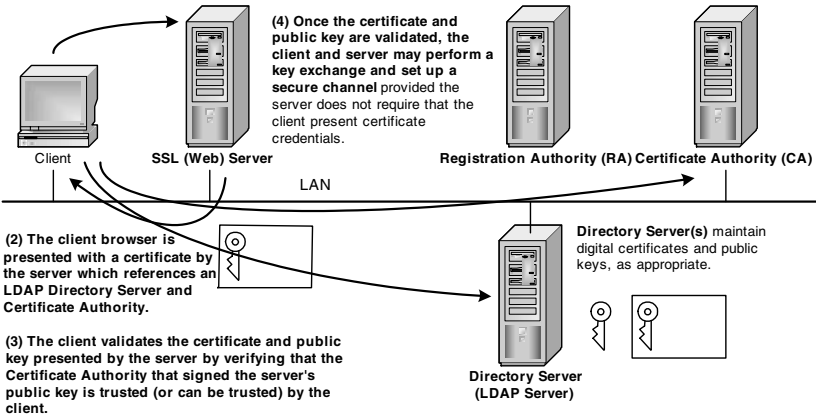 (4) Once the certificate and
public key are validated, the
client and server may perform a
key exchange and set up a
secure channel provided the
server does not require that the
client present certificate
credentials.
Client
SSL (Web) Server
Registration Authority (RA)
Certificate Authority (CA)
LAN
(2) The client browser is
presented with a certificate by
the server which references an
LDAP Directory Server and
Certificate Authority.
Directory Server(s) maintain
digital certificates and public
keys, as appropriate.
(3) The client validates the certificate and public
key presented by the server by verifying that the
Certificate Authority that signed the server's
public key is trusted (or can be trusted) by the
client.
Directory Server
(LDAP Server)